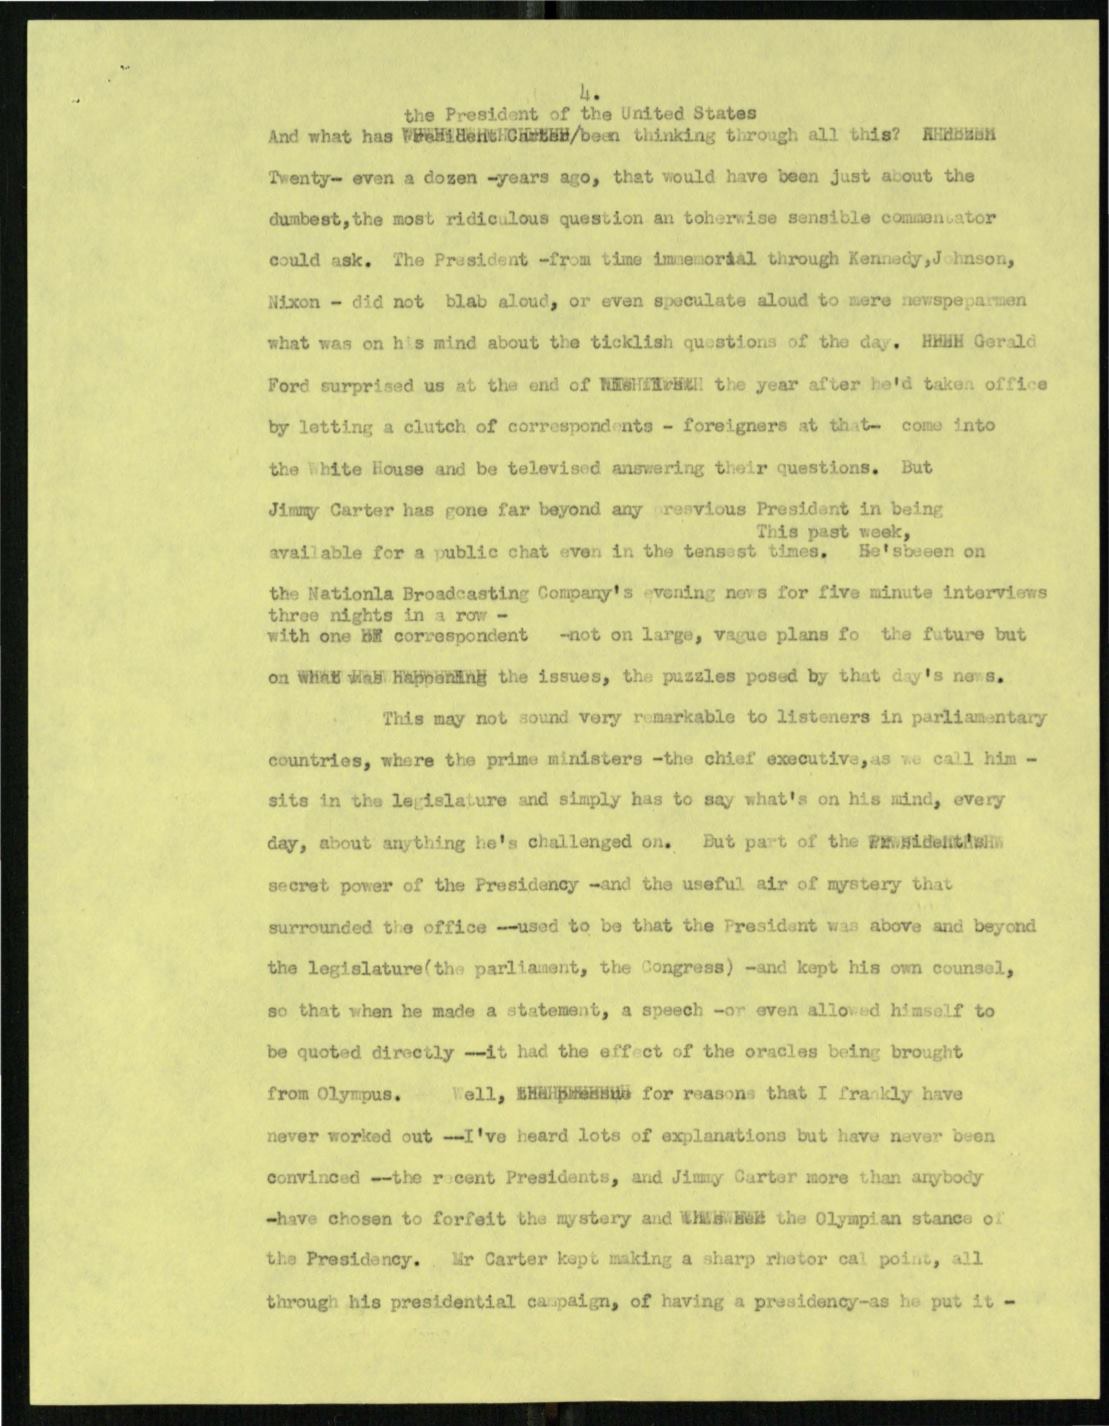 4.
the President of the United States
And what has President Carter/been thinking through all this?
Twenty- even a dozen -years ago, that would have been just about the
dumbest,the most ridiculous question an toherwise sensible commentator
could ask. The President -from time immemorial through Kennedy,Johnson,
Nixon - did not blab aloud, or even speculate aloud to mere newspeparmen
what was on his mind about the ticklish questions of the day. Gerald
Ford surprised us at the end of his first the year after he'd taken office
by letting a clutch of correspondents - foreigners at that- come into
the White House and be televised answering their questions. But
Jimmy Carter has gone far beyond any presvious President in being
This past week,
available for a public chat even in the tensest times. He'sbeeen on
the Nationla Broadcasting Company's evening news for five minute interviews
three nights in a row -
with one correspondent -not on large, vague plans fo the future but
on what was happening the issues, the puzzles posed by that day's news.
This may not sound very remarkable to listeners in parliamentary
countries, where the prime ministers -the chief executive,as we call him -
sits in the legislature and simply has to say what's on his mind, every
day, about anything he's challenged on. But part of the President's
secret power of the Presidency -and the useful air of mystery that
surrounded the office --used to be that the President was above and beyond
the legislature(the parliament, the Congress) -and kept his own counsel,
so that when he made a statement, a speech -or even allowed himself to
be quoted directly --it had the effect of the oracles being brought
from Olympus. Well, for reasons that I frankly have
never worked out --I've heard lots of explanations but have never been
convinced --the recent Presidents, and Jimmy Carter more than anybody
-have chosen to forfeit the mystery and the Olympian stance of
the Presidency. Mr Carter kept making a sharp rhetorcal point, all
through his presidential campaign, of having a presidency-as he put it -